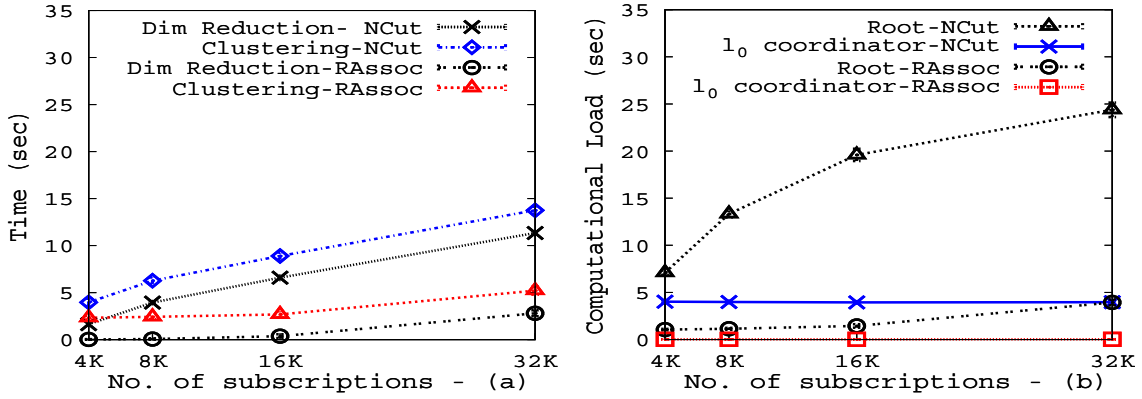 35
30
25
20
15
10
5
0
Time (sec)
Dim Reduction- NCut
Clustering-NCut
Dim Reduction-RAssoc
Clustering-RAssoc
4K 8K 16K 32K
No. of subscriptions - (a)
35
30
25
20
15
10
5
0
Computational Load (sec)
Root-NCut
l0 coordinator-NCut
Root-RAssoc
l0 coordinator-RAssoc
4K 8K 16K 32K
No. of subscriptions - (b)